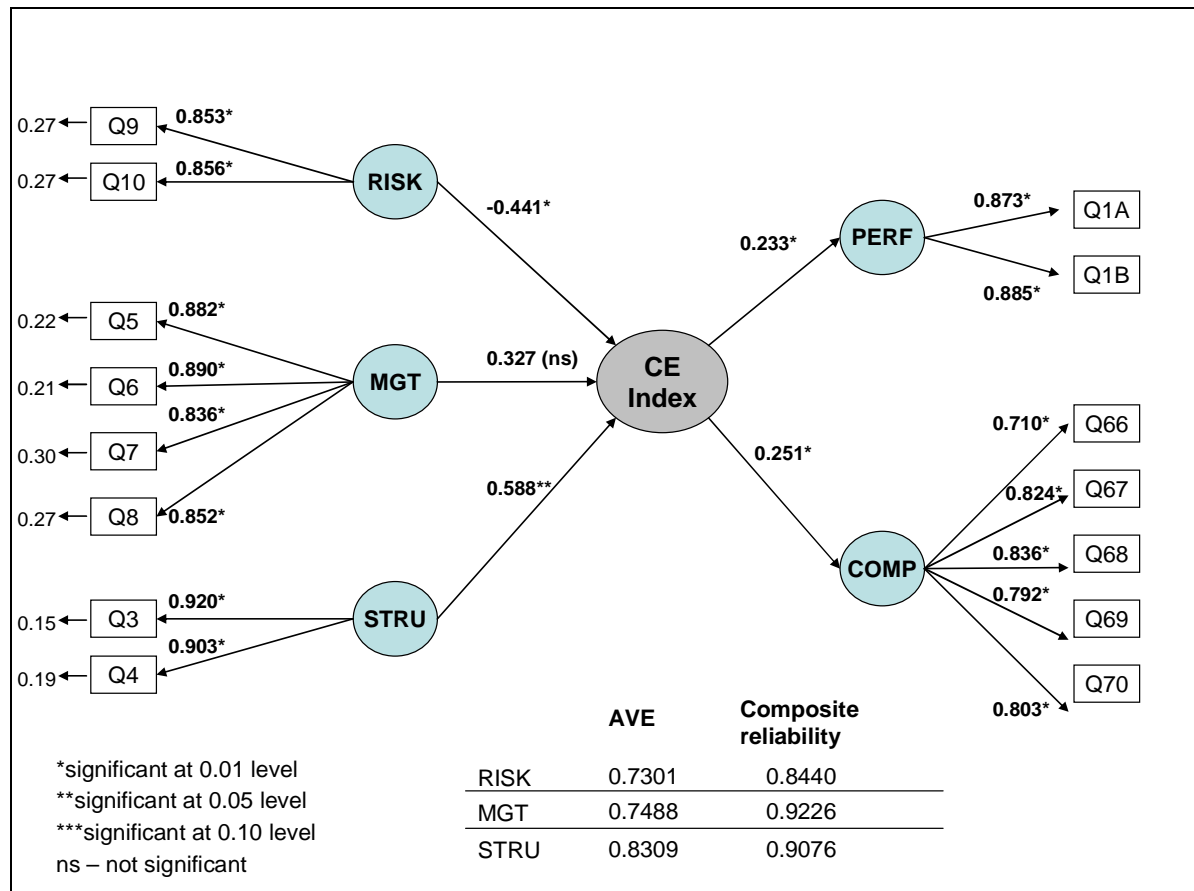 0.27
Q9
0.853*
0.27
Q10
0.856*
RISK
-0.441*
0.22
Q5
0.882*
0.21
Q6
0.890*
0.30
Q7
0.836*
0.27
Q8
0.852*
MGT
0.327 (ns)
0.15
Q3
0.920*
0.19
Q4
0.903*
STRU
0.588**
CE
Index
0.233*
PERF
0.873*
Q1A
0.885*
Q1B
0.251*
COMP
0.710*
Q66
0.824*
Q67
0.836*
Q68
0.792*
Q69
0.803*
Q70
*significant at 0.01 level
**significant at 0.05 level
***significant at 0.10 level
ns – not significant
AVE Composite
reliability
RISK 0.7301 0.8440
MGT 0.7488 0.9226
STRU 0.8309 0.9076